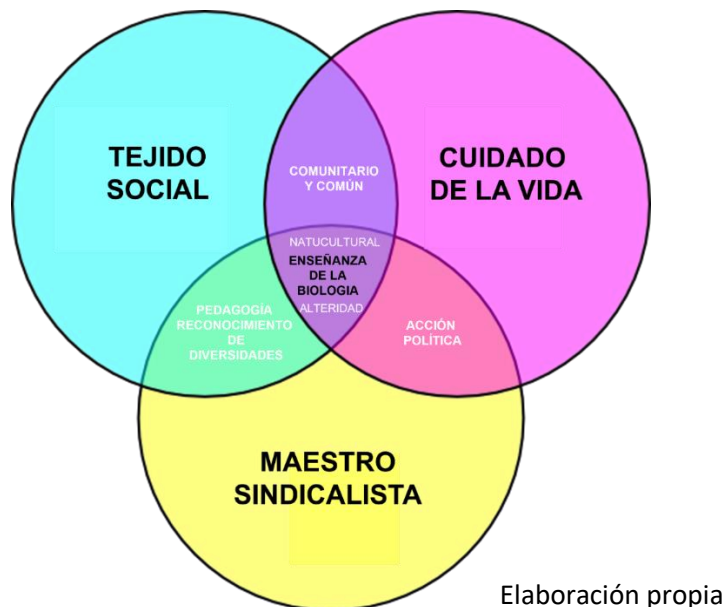 TEJIDO
SOCIAL
CUIDADO
DE LA VIDA
COMUNITARIO
Y COMÚN
NATUCULTURAL
ENSEÑANZA
DE LA
BIOLOGIA
ALTERIDAD
PEDAGOGÍA
RECONOCIMIENTO
DE
DIVERSIDADES
ACCIÓN
POLÍTICA
MAESTRO
SINDICALISTA
Elaboración propia